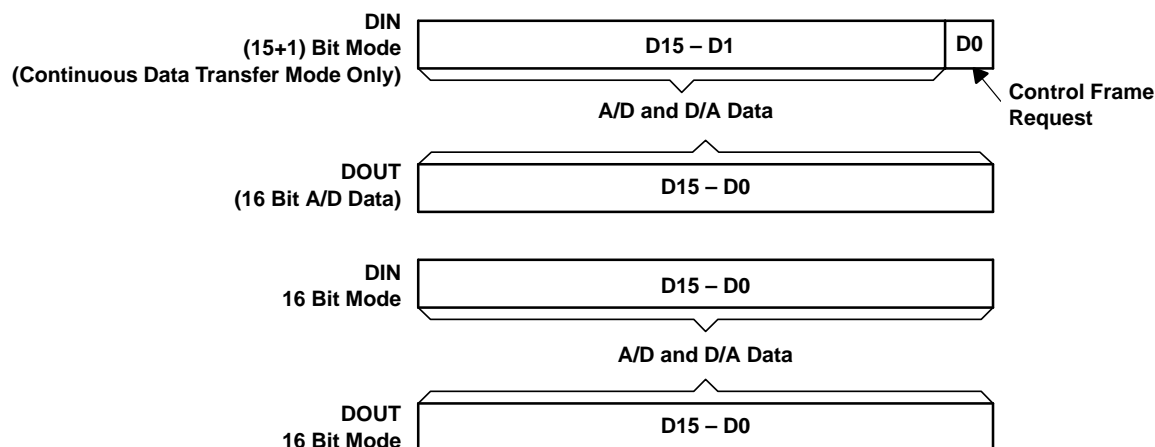 DIN
(15+1) Bit Mode
(Continuous Data Transfer Mode Only)
D15 – D1
D0
Control Frame
Request
A/D and D/A Data
DOUT
(16 Bit A/D Data)
D15 – D0
DIN
16 Bit Mode
D15 – D0
A/D and D/A Data
DOUT
16 Bit Mode
D15 – D0